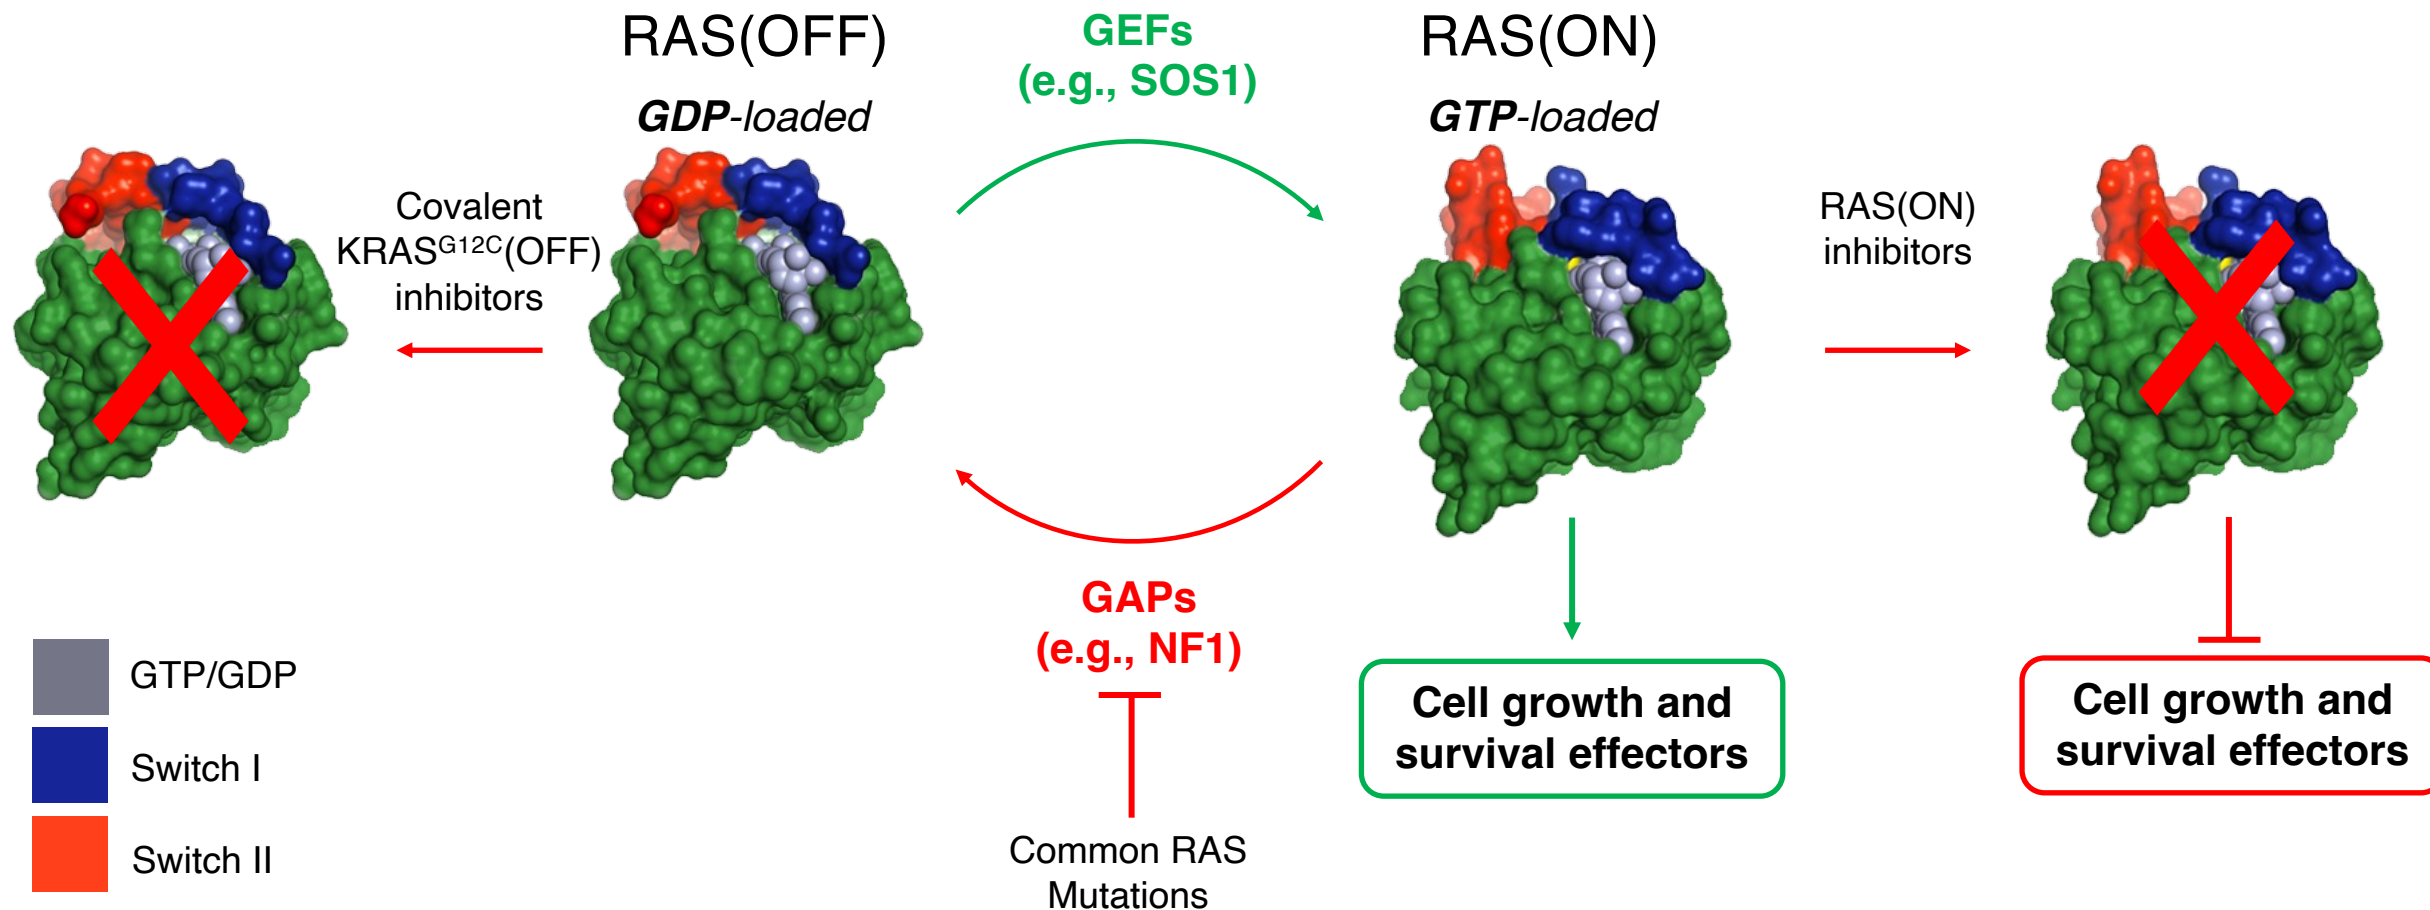 RAS(OFF)
GDP-loaded
GEFs
(e.g., SOS1)
RAS(ON)
GTP-loaded
Covalent
KRASG12C(OFF)
inhibitors
RAS(ON)
inhibitors
GAPs
(e.g., NF1)
Common RAS
Mutations
Cell growth and
survival effectors
Cell growth and
survival effectors
GTP/GDP
Switch I
Switch II